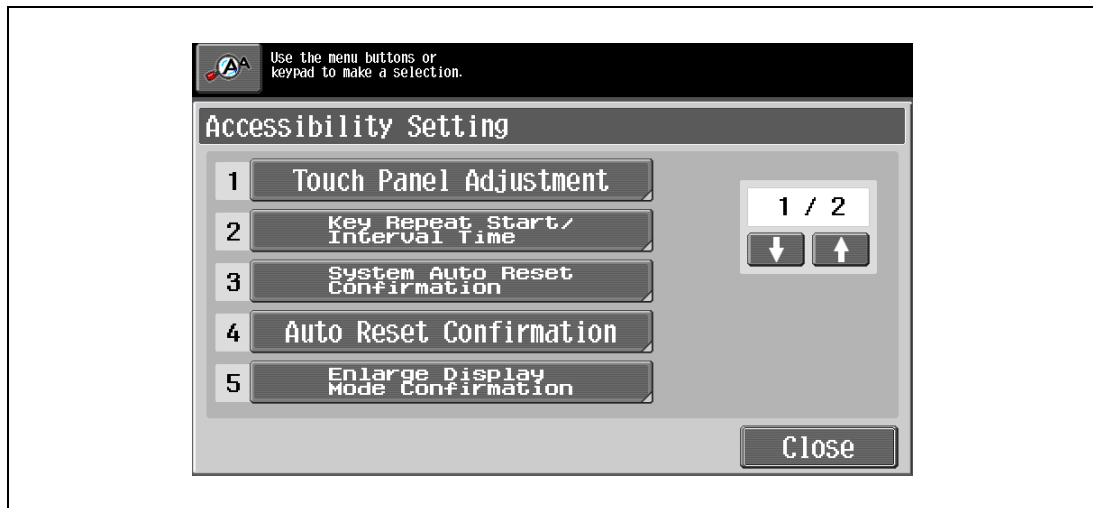 AA
Use the menu buttons or
keypad to make a selection.
Accessibility Setting
1 Touch Panel Adjustment
2 Key Repeat Start/
Interval Time
3 System Auto Reset
Confirmation
4 Auto Reset Confirmation
5 Enlarge Display
Mode Confirmation
1 / 2
Close